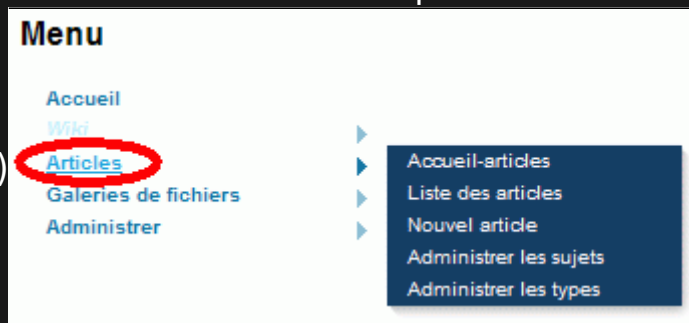 Menu
Accueil
Wiki
Articles
Galeries de fichiers
Administrer
Accueil-articles
Liste des articles
Nouvel article
Administrer les sujets
Administrer les types